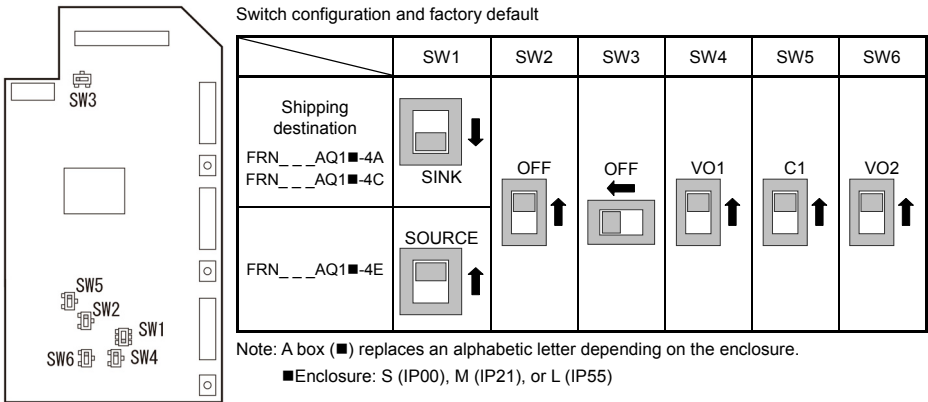 Switch configuration and factory default
SW1 SW2 SW3 SW4 SW5 SW6
Shipping
destination
FRN_ _ _AQ1■-4A
FRN_ _ _AQ1■-4C
SINK
OFF
OFF
VO1
C1
VO2
SOURCE
FRN_ _ _AQ1■-4E
Note: A box (■) replaces an alphabetic letter depending on the enclosure.
■Enclosure: S (IP00), M (IP21), or L (IP55)
SW3
SW5
SW2
SW1
SW6
SW4